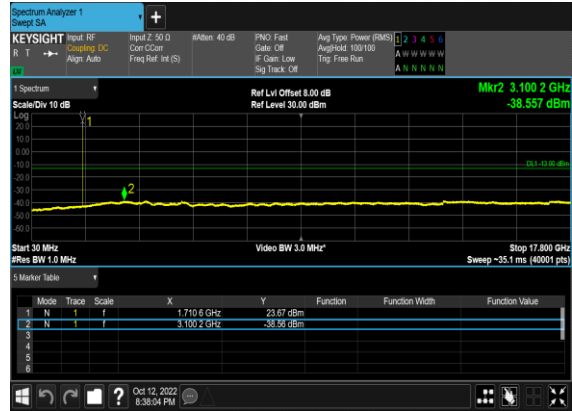 Spectrum Analyzer 1
Swept SA
+
KEYSIGHT Input: RF Input Z: 50 Ω #Atten: 40 dB PNO: Fast Avg Type: Power (RMS) 1 2 3 4 5 6
R T Coupling: DC Corr CCorr Gate: Off Avg|Hold: 100/100 A W W W W W
Align: Auto Freq Ref: Int (S) IF Gain: Low Trig: Free Run
Sig Track: Off A N N N N N
1 Spectrum Ref Lvl Offset 8.00 dB Mkr2 3.100 2 GHz
Scale/Div 10 dB Ref Level 30.00 dBm -38.557 dBm
Log
1
20.0
10.0
0.00
-10.0
DL1 -13.00 dBm
-20.0
-30.0
2
-40.0
-50.0
-60.0
Start 30 MHz Video BW 3.0 MHz* Stop 17.800 GHz
#Res BW 1.0 MHz Sweep ~35.1 ms (40001 pts)
5 Marker Table
Mode Trace Scale X Y Function Function Width Function Value
1 N 1 f 1.710 6 GHz 23.67 dBm
2 N 1 f 3.100 2 GHz -38.56 dBm
3
4
5
6
? Oct 12, 2022
8:38:04 PM